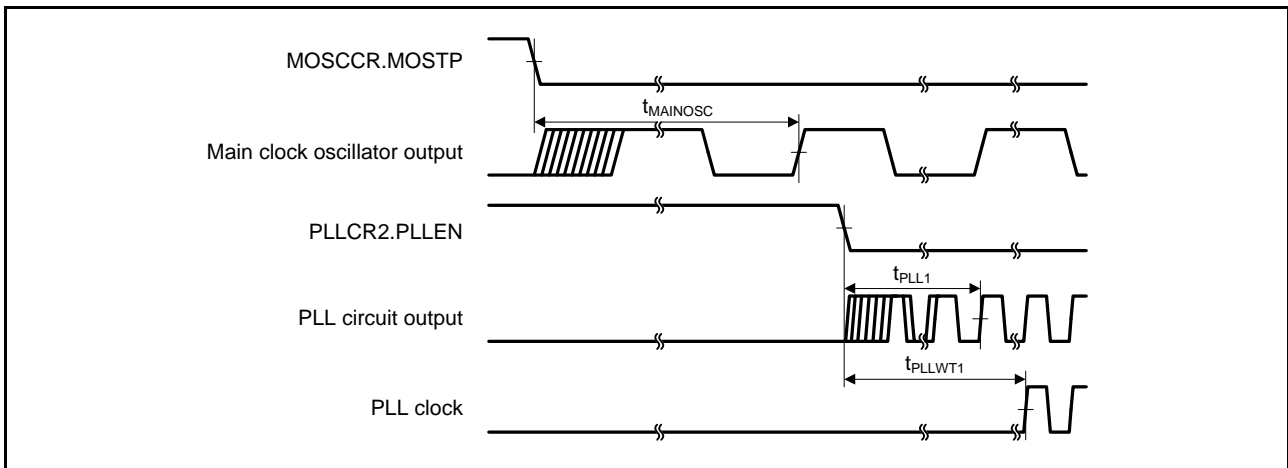 MOSCCR.MOSTP
tMAINOSC
Main clock oscillator output
PLLCR2.PLLEN
tPLL1
PLL circuit output
tPLLWT1
PLL clock